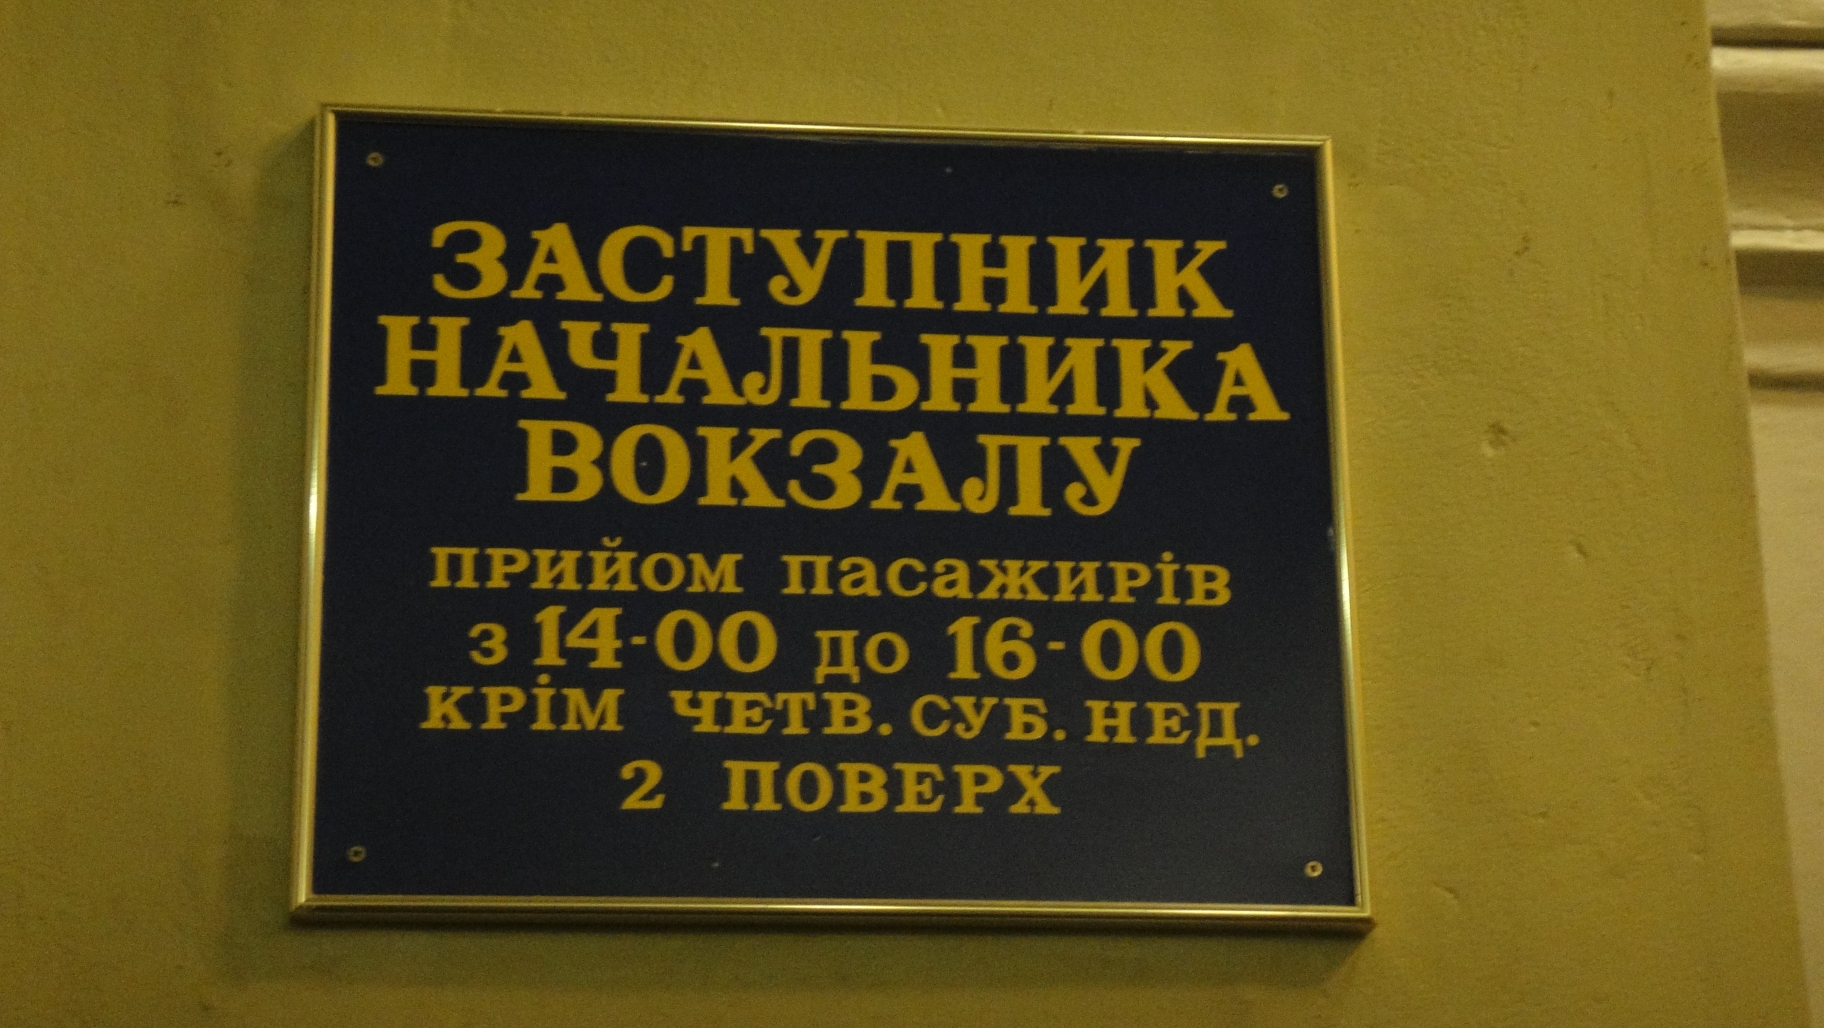 ЗАСТУПНИК
НАЧАЛЬНИКА
ВОКЗАЛУ
ПРИЙОМ ПАСАЖИРІВ
З 14-00 ДО 16-00
КРІМ ЧЕТВ. СУБ. НЕД.
2 ПОВЕРХ